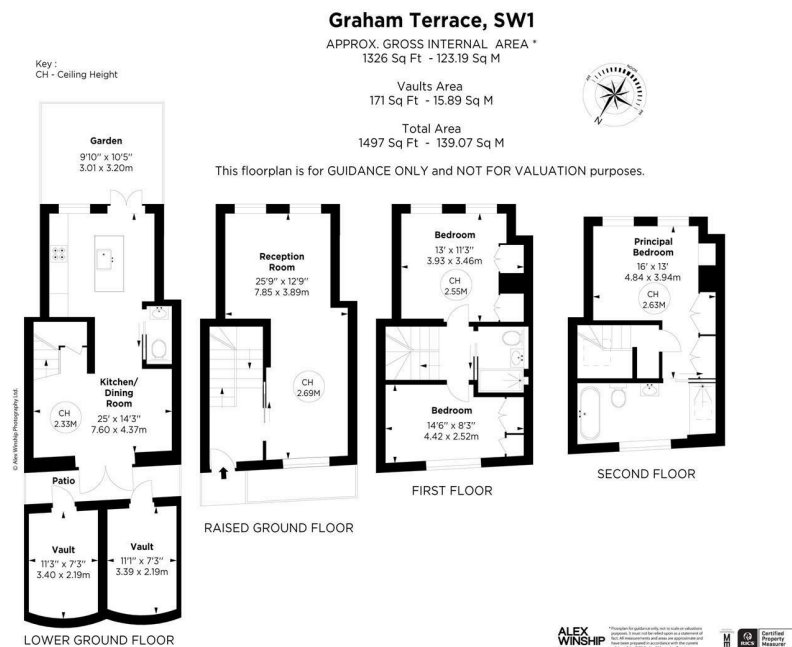 Graham Terrace, SW1
APPROX. GROSS INTERNAL AREA *
1326 Sq Ft - 123.19 Sq M
Vaults Area
171 Sq Ft - 15.89 Sq M
Total Area
1497 Sq Ft - 139.07 Sq M
This floorplan is for GUIDANCE ONLY and NOT FOR VALUATION purposes.
Key :
CH - Ceiling Height
N
Garden
9'10" x 10'5"
3.01 x 3.20m
Kitchen/
Dining
Room
25' x 14'3"
7.60 x 4.37m
CH
2.33M
Patio
Vault
11'3" x 7'3"
3.40 x 2.19m
Vault
11'1" x 7'3"
3.39 x 2.19m
LOWER GROUND FLOOR
© Alex Winship Photography Ltd.
Reception
Room
25'9" x 12'9"
7.85 x 3.89m
CH
2.69M
RAISED GROUND FLOOR
Bedroom
13' x 11'3"
3.93 x 3.46m
CH
2.55M
Bedroom
14'6" x 8'3"
4.42 x 2.52m
FIRST FLOOR
Principal
Bedroom
16' x 13'
4.84 x 3.94m
CH
2.63M
SECOND FLOOR
ALEX
WINSHIP
RICS
Certified
Property
Measurer